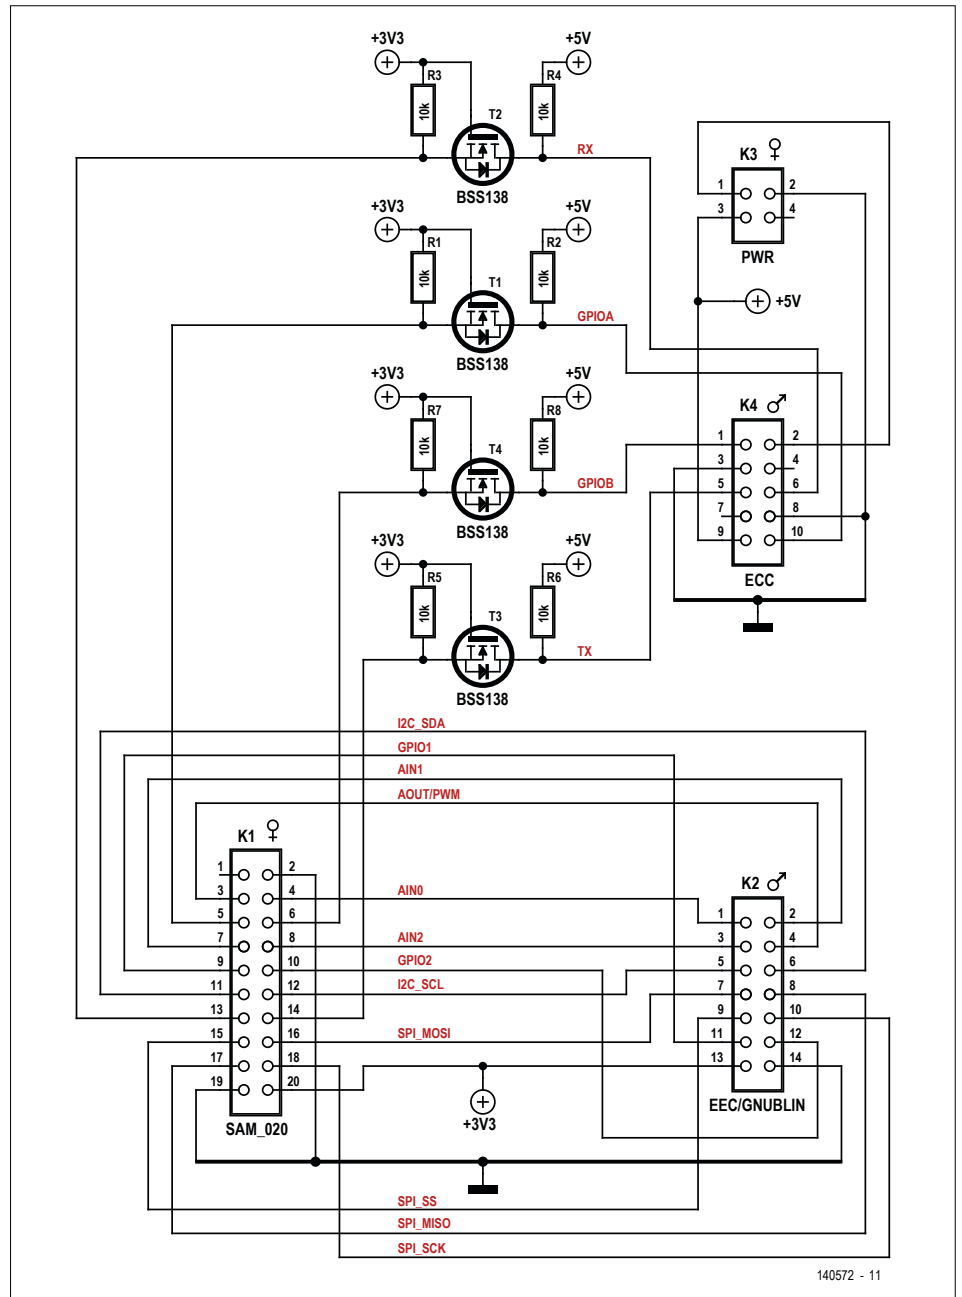 +3V3
+5V
R3
R4
10k
10k
T2
RX
BSS138
K3
1 2
3 4
PWR
+3V3
+5V
R1
R2
10k
10k
T1
GPIOA
BSS138
+5V
+3V3
+5V
R7
R8
10k
10k
T4
GPIOB
BSS138
K4
1 2
3 4
5 6
7 8
9 10
ECC
+3V3
+5V
R5
R6
10k
10k
T3
TX
BSS138
I2C_SDA
GPIO1
AIN1
AOUT/PWM
K1
1 2
3 4
5 6
7 8
9 10
11 12
13 14
15 16
17 18
19 20
SAM_020
AIN0
AIN2
GPIO2
I2C_SCL
SPI_MOSI
+3V3
K2
1 2
3 4
5 6
7 8
9 10
11 12
13 14
EEC/GNUBLIN
SPI_SS
SPI_MISO
SPI_SCK
140572 - 11